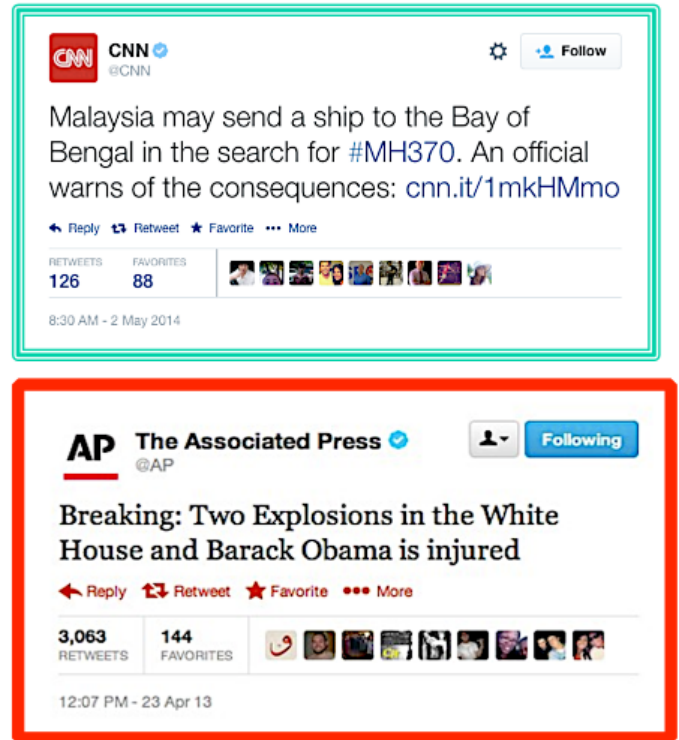 CNN
CNN
@CNN
Follow
Malaysia may send a ship to the Bay of
Bengal in the search for #MH370. An official
warns of the consequences: cnn.it/1mkHMmo
Reply Retweet Favorite More
RETWEETS FAVORITES
126 88
8:30 AM - 2 May 2014
AP The Associated Press
@AP
Following
Breaking: Two Explosions in the White
House and Barack Obama is injured
Reply Retweet Favorite More
3,063 144
RETWEETS FAVORITES
12:07 PM - 23 Apr 13